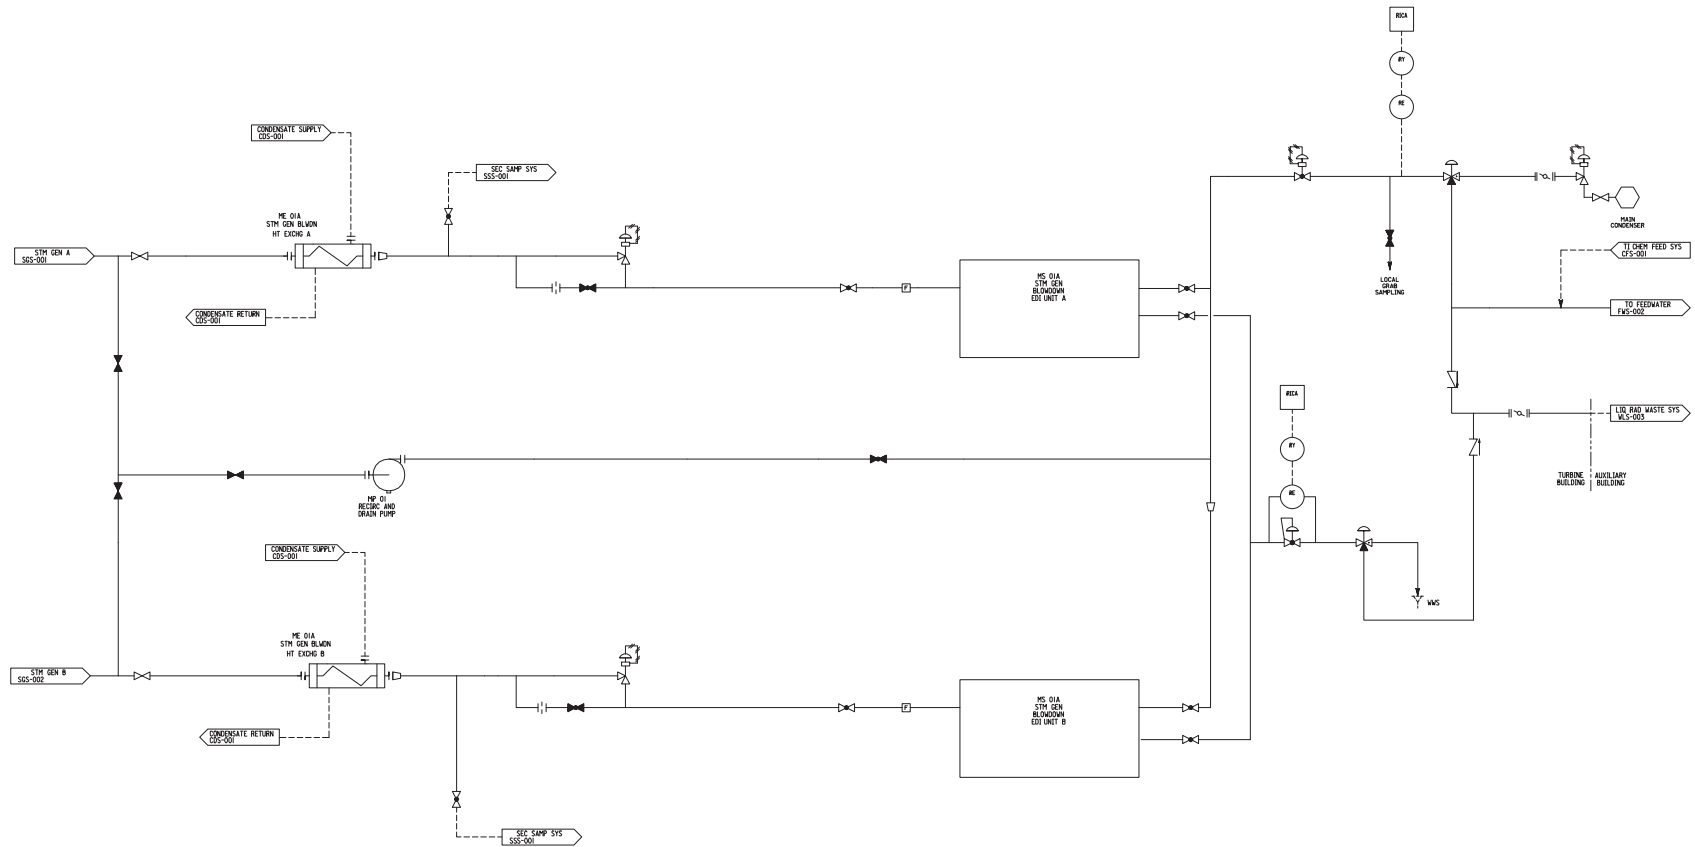 RICA
RY
RE
CONDENSATE SUPPLY
CDS-001
SEC SAMP SYS
SSS-001
ME 01A
STM GEN BLWDN
HT EXCHG A
STM GEN A
SGS-001
CONDENSATE RETURN
CDS-001
F
MS 01A
STM GEN
BLOWDOWN
EDI UNIT A
MAIN
CONDENSER
TI CHEM FEED SYS
CFS-001
LOCAL
GRAB
SAMPLING
TO FEEDWATER
FWS-002
RICA
RY
RE
LIQ RAD WASTE SYS
WLS-003
TURBINE
BUILDING
AUXILIARY
BUILDING
MP 01
RECIRC AND
DRAIN PUMP
CONDENSATE SUPPLY
CDS-001
WWS
ME 01A
STM GEN BLWDN
HT EXCHG B
STM GEN B
SGS-002
CONDENSATE RETURN
CDS-001
F
MS 01A
STM GEN
BLOWDOWN
EDI UNIT B
SEC SAMP SYS
SSS-001